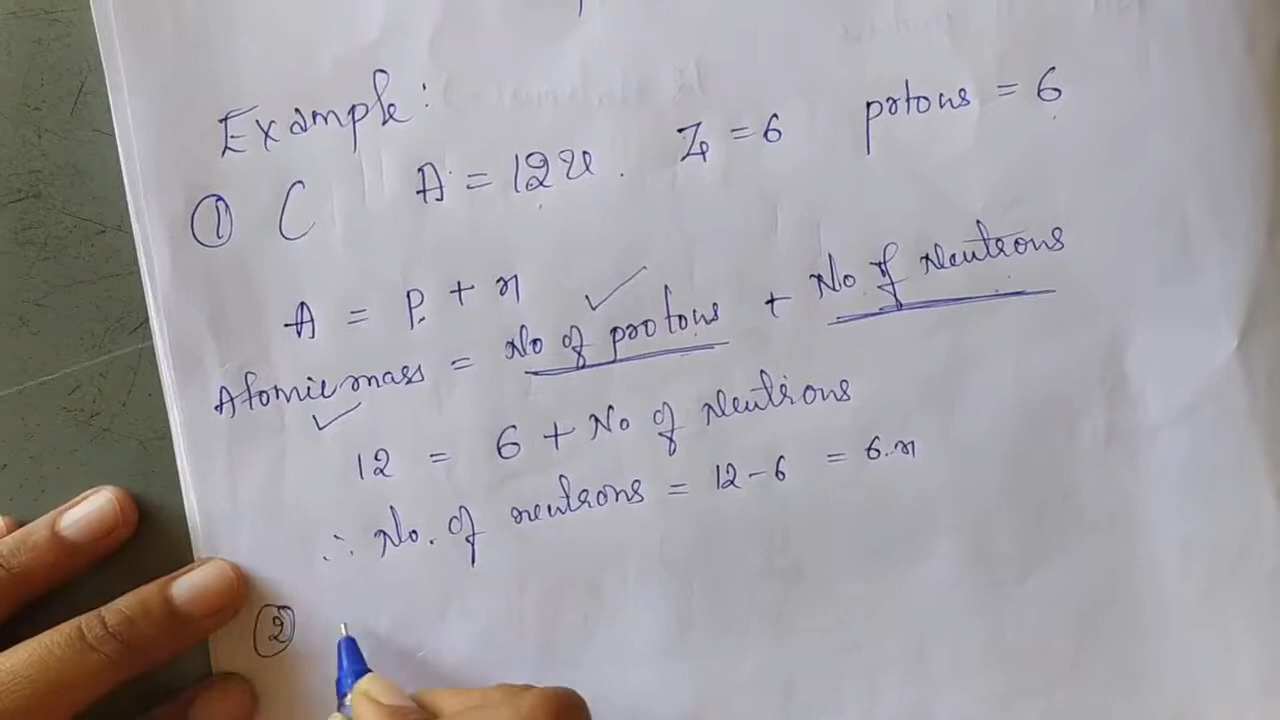 Example:
① C A = 12u. Z = 6 protons = 6
A = P + n
Atomic mass = No of protons + No of Neutrons
12 = 6 + No of Neutrons
∴ No. of neutrons = 12 - 6 = 6.n
②